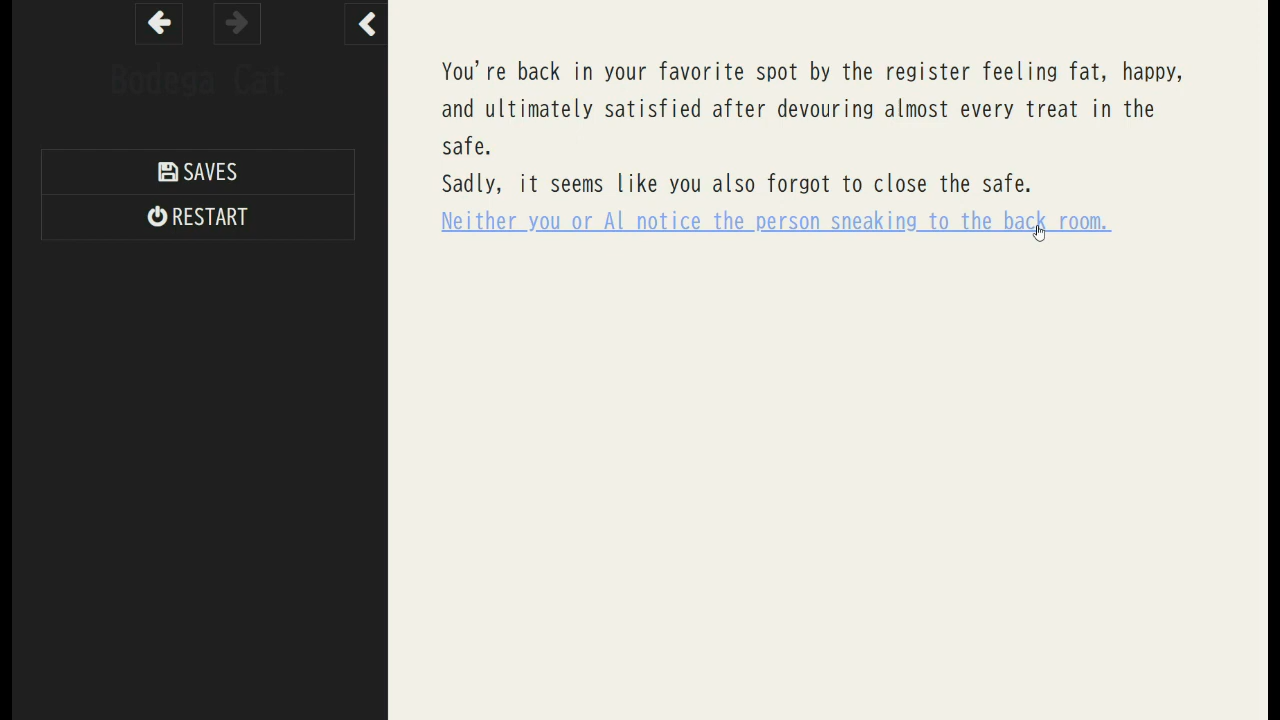 Bodega Cat
SAVES
RESTART
You're back in your favorite spot by the register feeling fat, happy,
and ultimately satisfied after devouring almost every treat in the
safe.
Sadly, it seems like you also forgot to close the safe.
Neither you or Al notice the person sneaking to the back room.